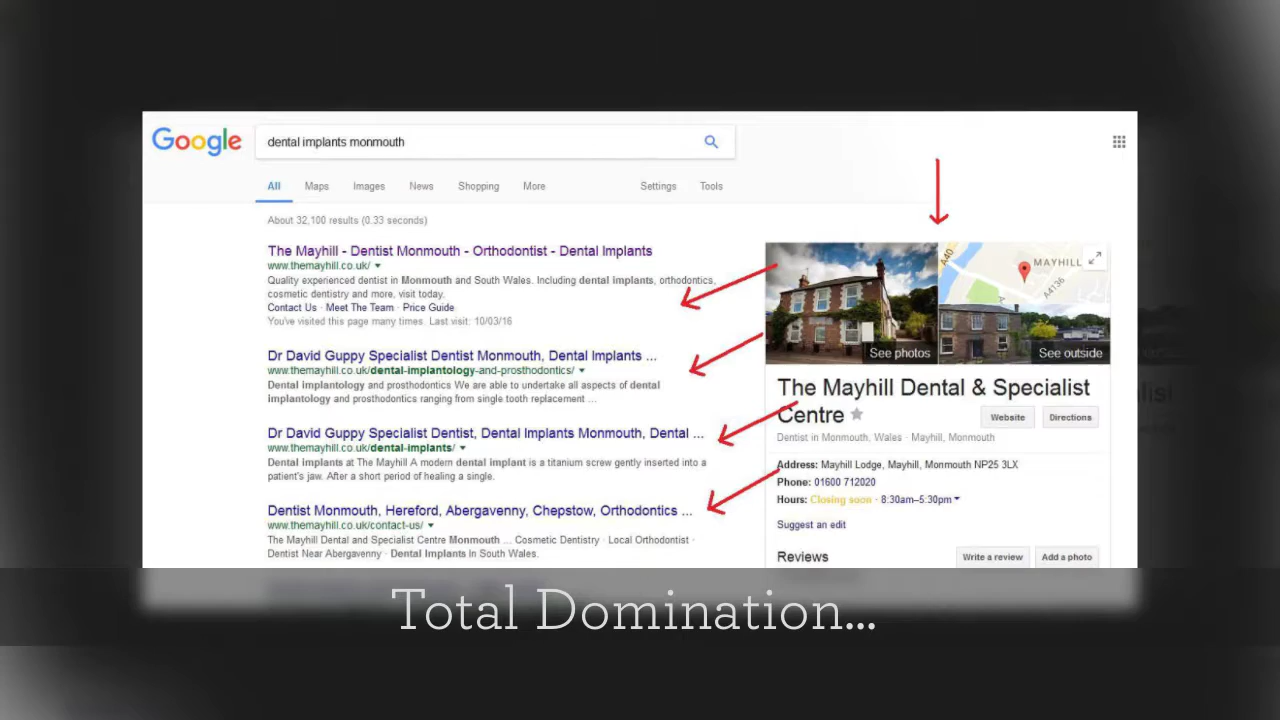 Google
dental implants monmouth
All Maps Images News Shopping More Settings Tools
About 32,100 results (0.33 seconds)
The Mayhill - Dentist Monmouth - Orthodontist - Dental Implants
www.themayhill.co.uk/
Quality experienced dentist in Monmouth and South Wales. Including dental implants, orthodontics,
cosmetic dentistry and more, visit today.
Contact Us · Meet The Team · Price Guide
You've visited this page many times. Last visit: 10/03/16
Dr David Guppy Specialist Dentist Monmouth, Dental Implants ...
www.themayhill.co.uk/dental-implantology-and-prosthodontics/
Dental implantology and prosthodontics We are able to undertake all aspects of dental
implantology and prosthodontics ranging from single tooth replacement ...
Dr David Guppy Specialist Dentist, Dental Implants Monmouth, Dental ...
www.themayhill.co.uk/dental-implants/
Dental implants at The Mayhill A modern dental implant is a titanium screw gently inserted into a
patient's jaw. After a short period of healing a single.
Dentist Monmouth, Hereford, Abergavenny, Chepstow, Orthodontics ...
www.themayhill.co.uk/contact-us/
The Mayhill Dental and Specialist Centre Monmouth ... Cosmetic Dentistry · Local Orthodontist ·
Dentist Near Abergavenny · Dental Implants In South Wales.
A40
MAYHILL
A4136
See photos
See outside
The Mayhill Dental & Specialist
Centre
Website Directions
Dentist in Monmouth, Wales · Mayhill, Monmouth
Address: Mayhill Lodge, Mayhill, Monmouth NP25 3LX
Phone: 01600 712020
Hours: Closing soon · 8:30am–5:30pm
Suggest an edit
Reviews Write a review Add a photo
Total Domination...